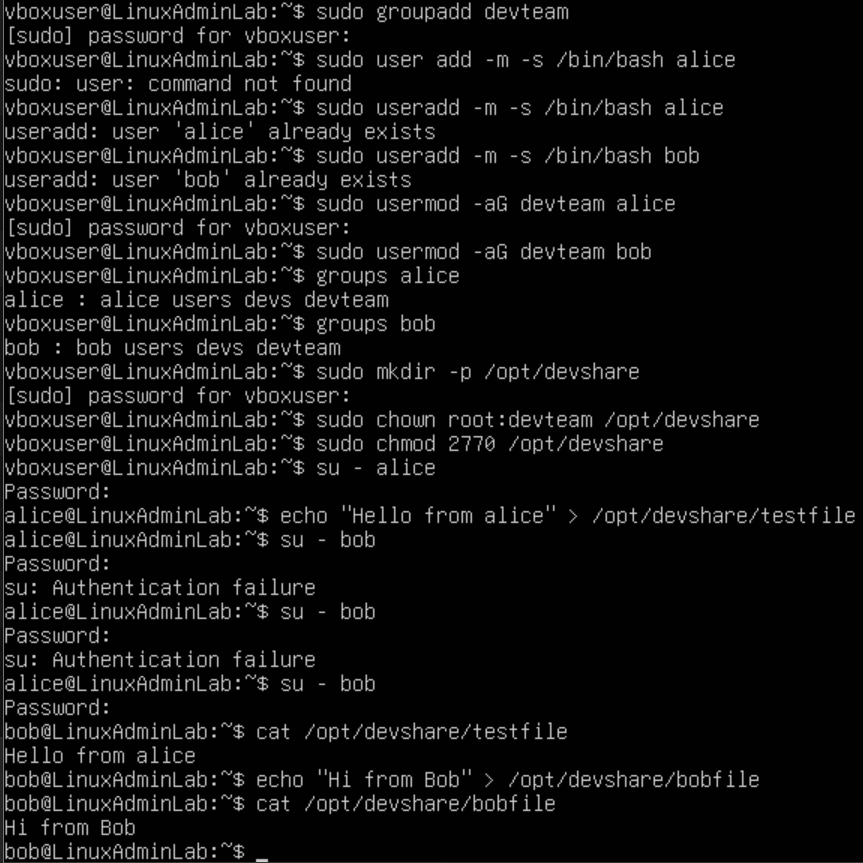 vboxuser@LinuxAdminLab:~$ sudo groupadd devteam
[sudo] password for vboxuser:
vboxuser@LinuxAdminLab:~$ sudo user add -m -s /bin/bash alice
sudo: user: command not found
vboxuser@LinuxAdminLab:~$ sudo useradd -m -s /bin/bash alice
useradd: user 'alice' already exists
vboxuser@LinuxAdminLab:~$ sudo useradd -m -s /bin/bash bob
useradd: user 'bob' already exists
vboxuser@LinuxAdminLab:~$ sudo usermod -aG devteam alice
[sudo] password for vboxuser:
vboxuser@LinuxAdminLab:~$ sudo usermod -aG devteam bob
vboxuser@LinuxAdminLab:~$ groups alice
alice : alice users devs devteam
vboxuser@LinuxAdminLab:~$ groups bob
bob : bob users devs devteam
vboxuser@LinuxAdminLab:~$ sudo mkdir -p /opt/devshare
[sudo] password for vboxuser:
vboxuser@LinuxAdminLab:~$ sudo chown root:devteam /opt/devshare
vboxuser@LinuxAdminLab:~$ sudo chmod 2770 /opt/devshare
vboxuser@LinuxAdminLab:~$ su - alice
Password:
alice@LinuxAdminLab:~$ echo "Hello from alice" > /opt/devshare/testfile
alice@LinuxAdminLab:~$ su - bob
Password:
su: Authentication failure
alice@LinuxAdminLab:~$ su - bob
Password:
su: Authentication failure
alice@LinuxAdminLab:~$ su - bob
Password:
bob@LinuxAdminLab:~$ cat /opt/devshare/testfile
Hello from alice
bob@LinuxAdminLab:~$ echo "Hi from Bob" > /opt/devshare/bobfile
bob@LinuxAdminLab:~$ cat /opt/devshare/bobfile
Hi from Bob
bob@LinuxAdminLab:~$ _